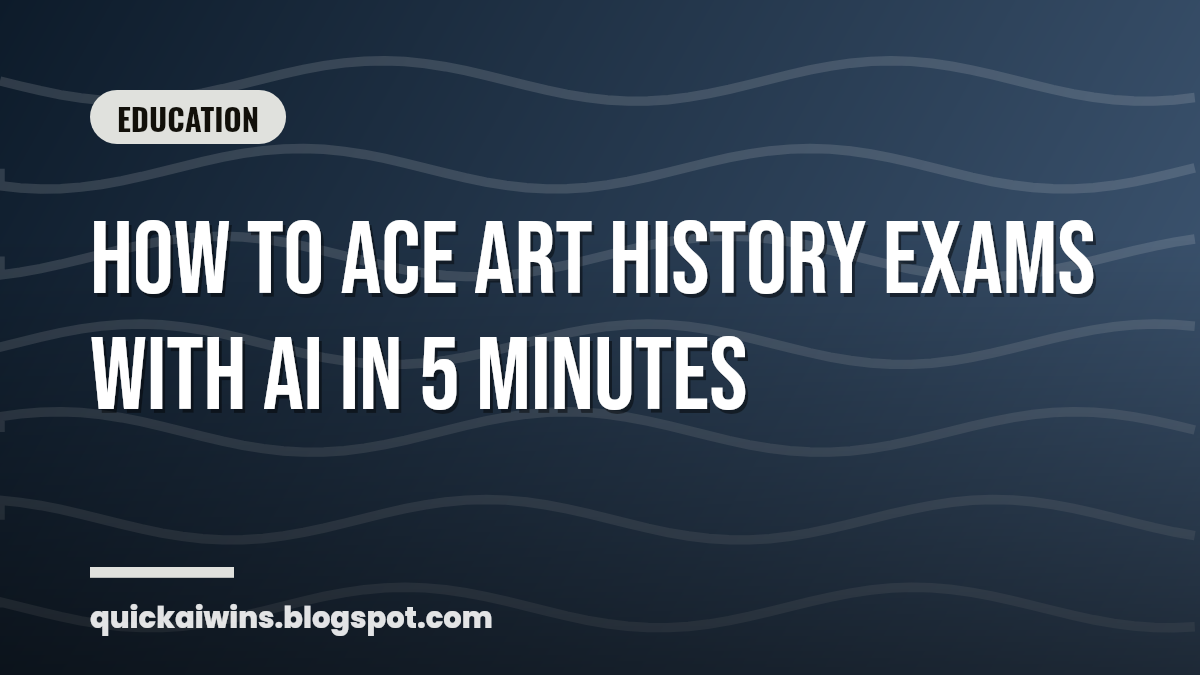 EDUCATION
HOW TO ACE ART HISTORY EXAMS
WITH AI IN 5 MINUTES
quickaiwins.blogspot.com